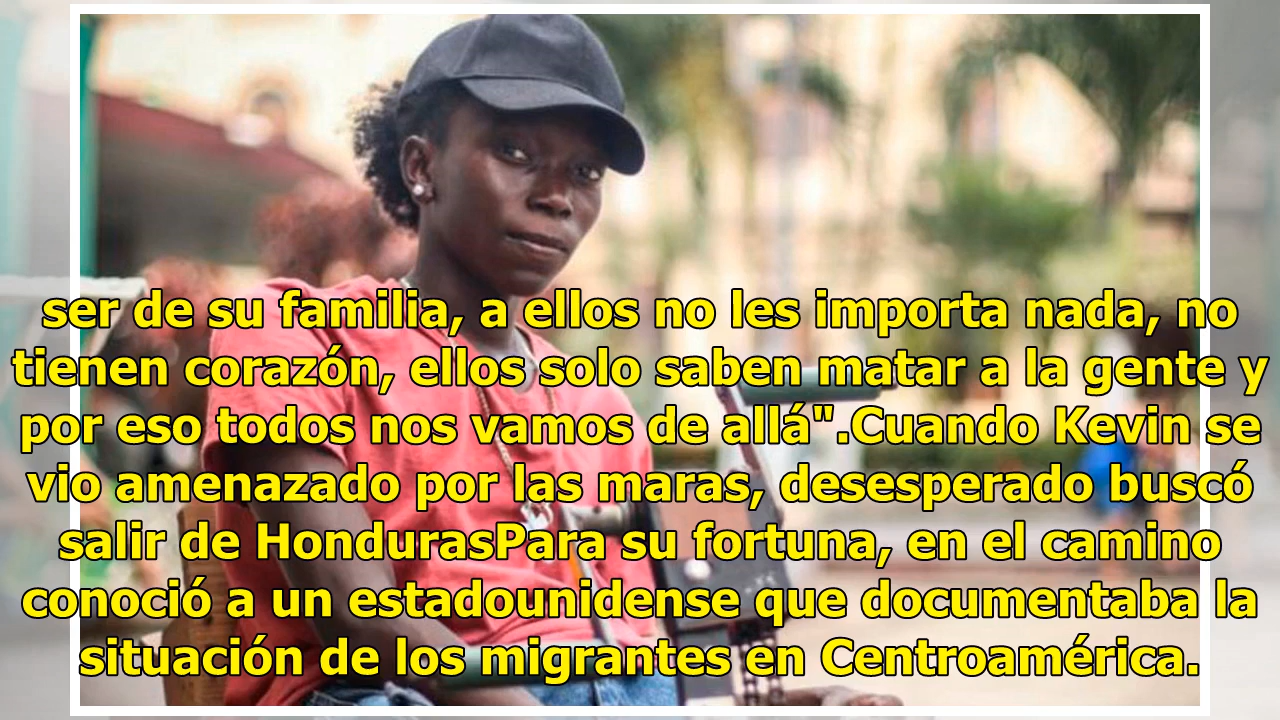 ser de su familia, a ellos no les importa nada, no
tienen corazón, ellos solo saben matar a la gente y
por eso todos nos vamos de allá".Cuando Kevin se
vio amenazado por las maras, desesperado buscó
salir de HondurasPara su fortuna, en el camino
conoció a un estadounidense que documentaba la
situación de los migrantes en Centroamérica.